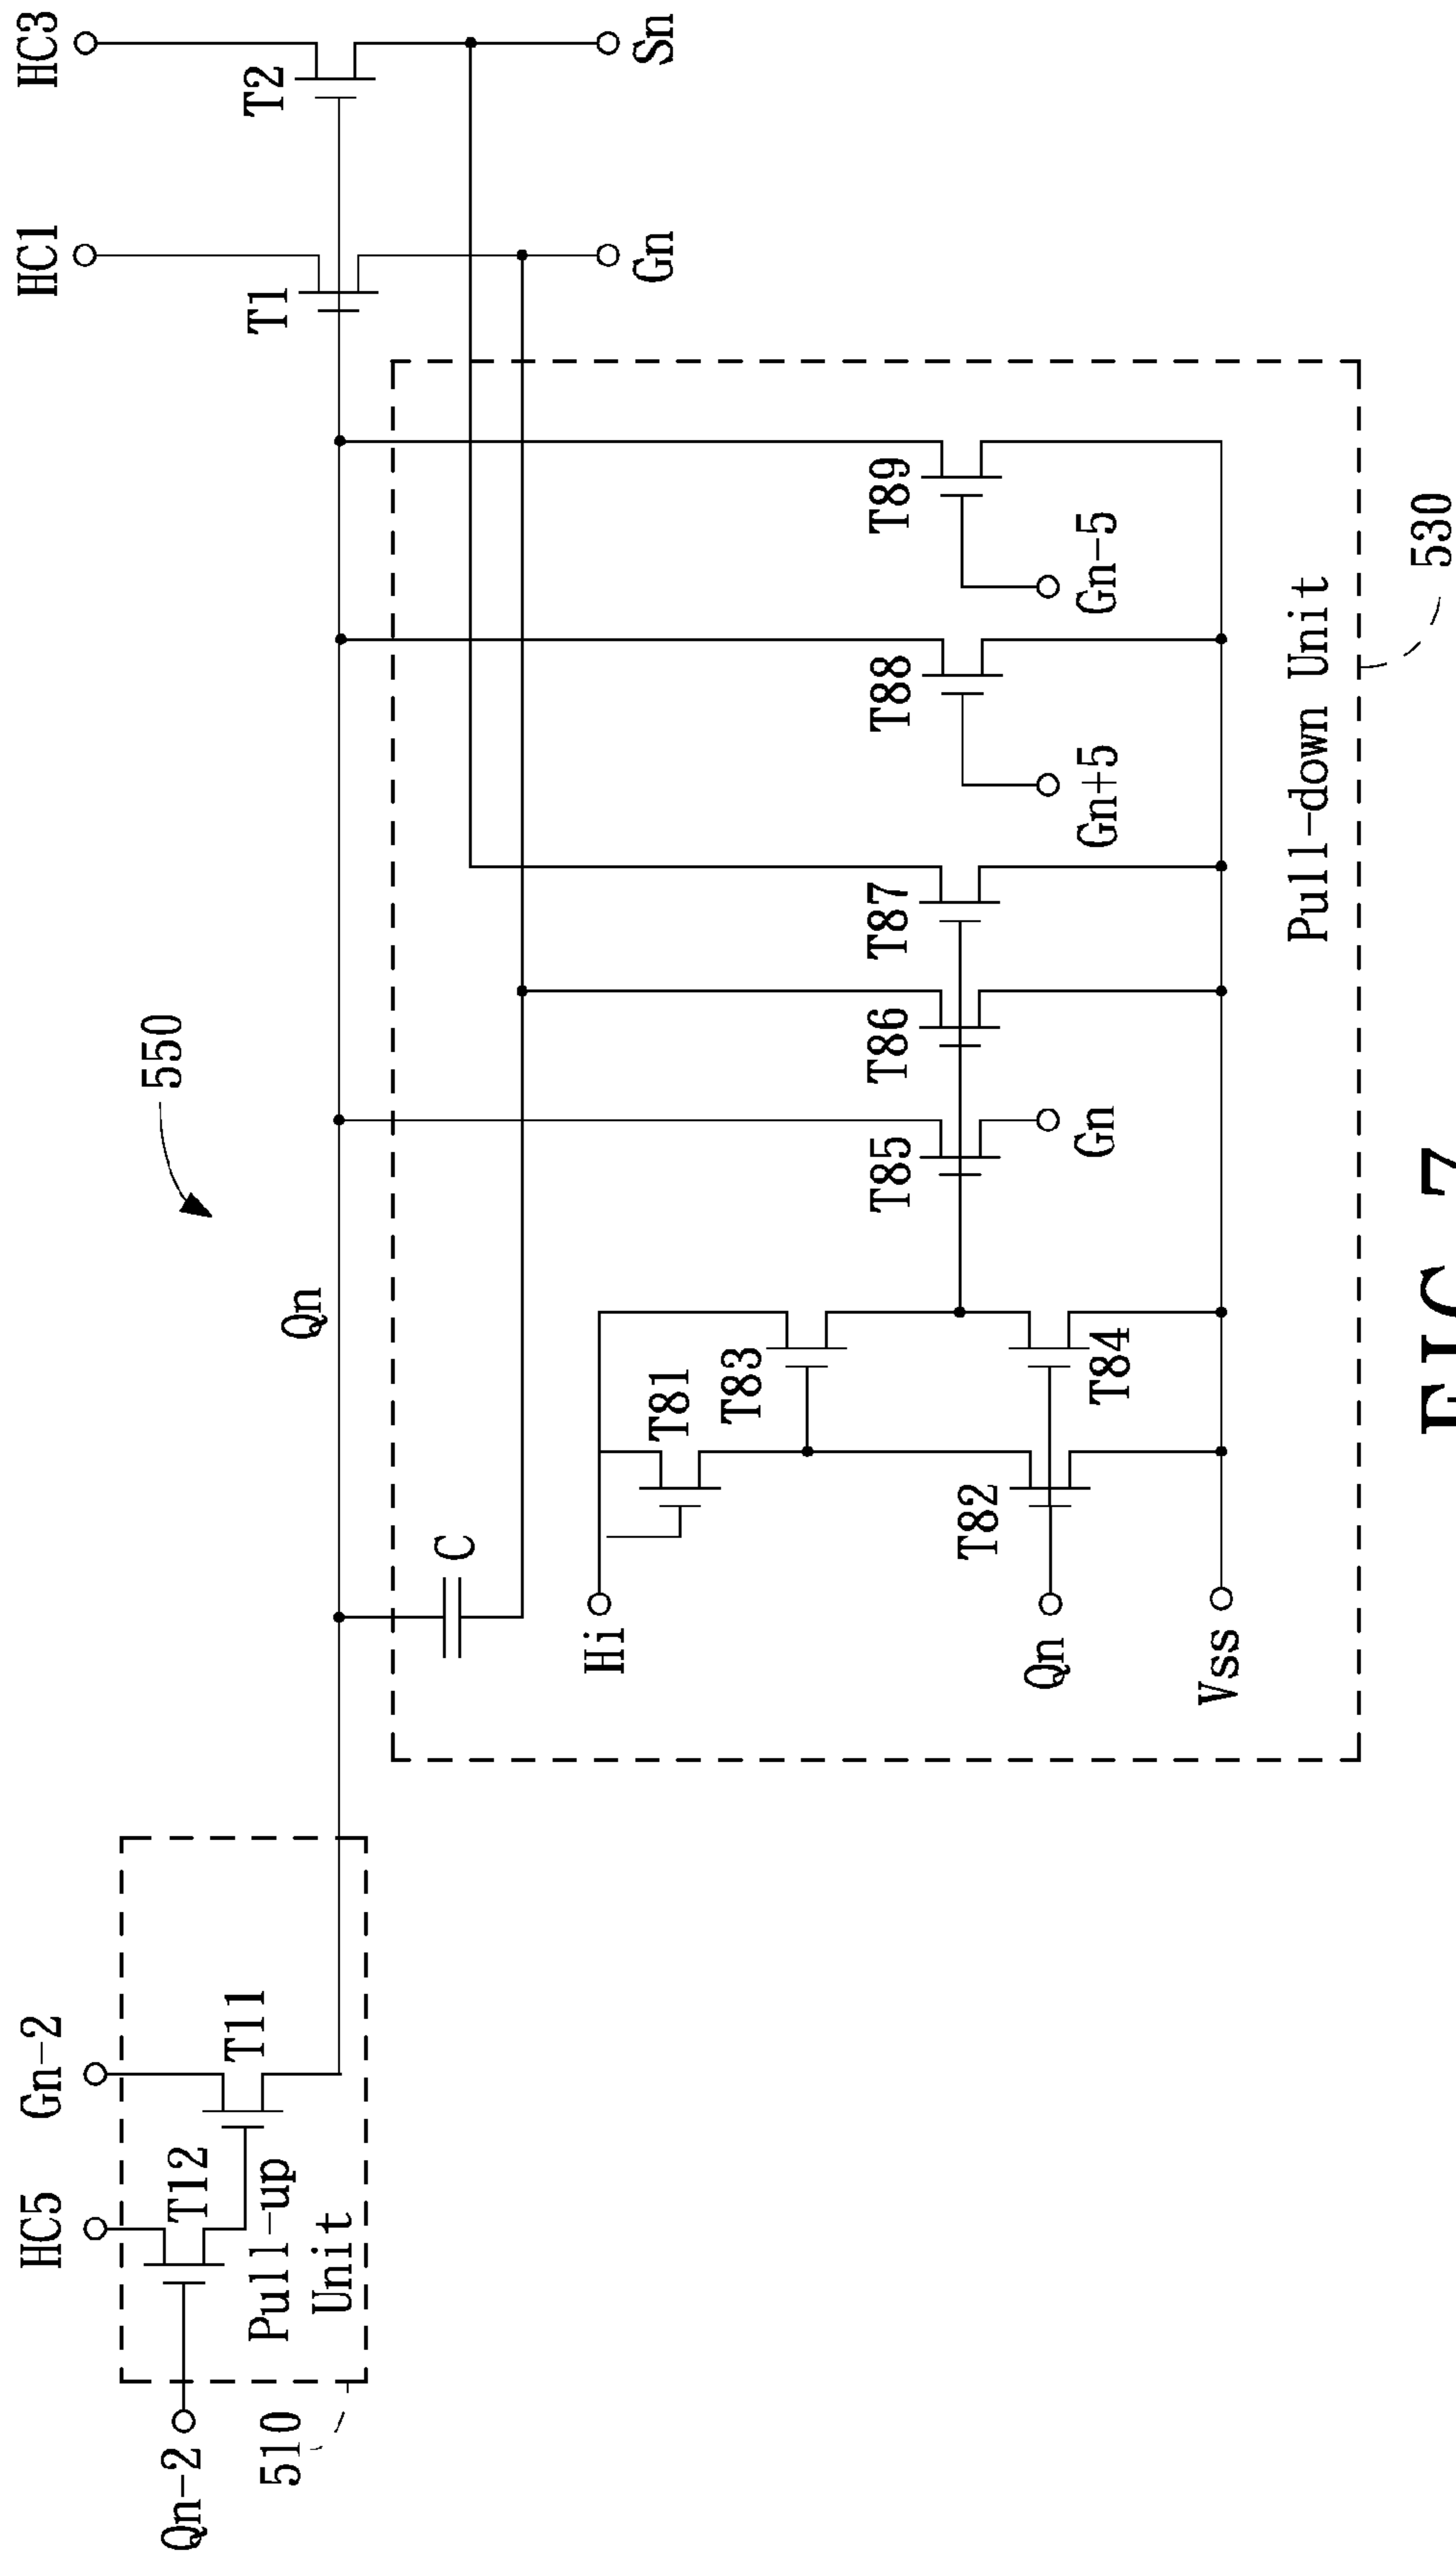 550
Qn-2
HC5
Gn-2
T12
T11
Pull-up
Unit
510
Qn
HC1
HC3
T1
T2
Gn
Sn
C
Hi
T81
T83
T82
T84
Qn
Vss
T85
Gn
T86
T87
T88
Gn+5
T89
Gn-5
Pull-down Unit
530